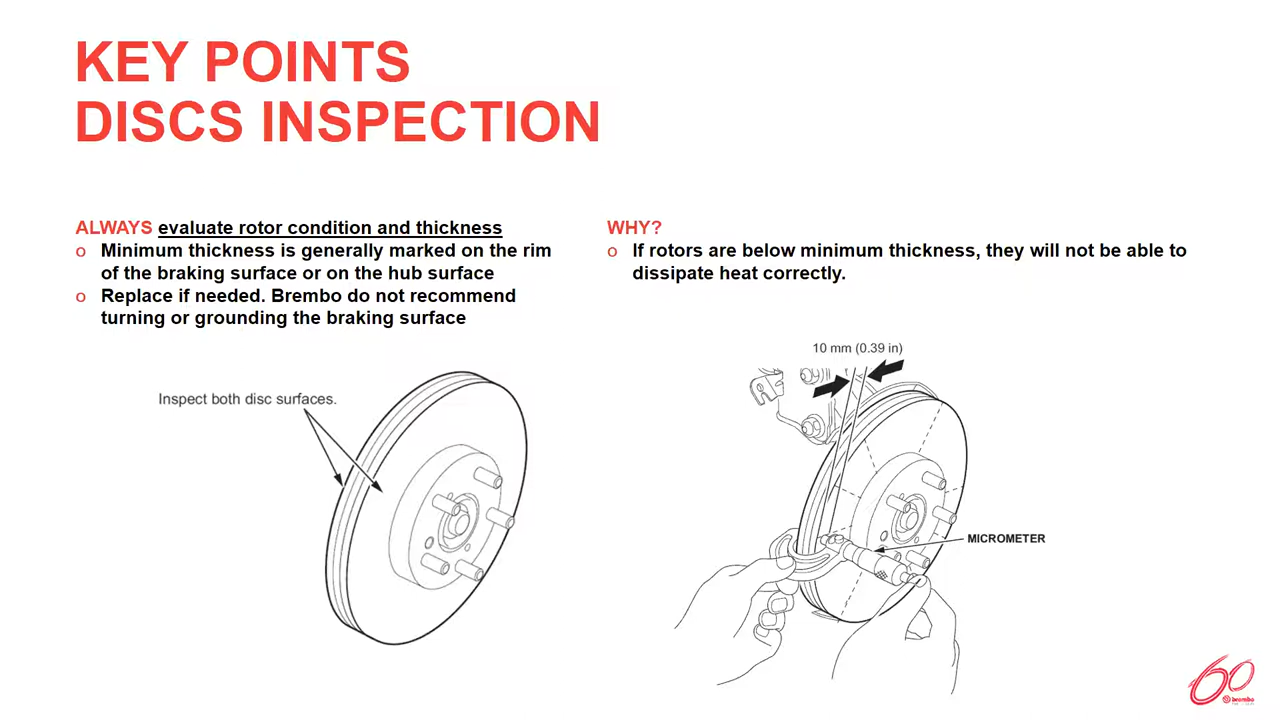 KEY POINTS
DISCS INSPECTION
ALWAYS evaluate rotor condition and thickness
o Minimum thickness is generally marked on the rim
of the braking surface or on the hub surface
o Replace if needed. Brembo do not recommend
turning or grounding the braking surface
WHY?
o If rotors are below minimum thickness, they will not be able to
dissipate heat correctly.
Inspect both disc surfaces.
10 mm (0.39 in)
MICROMETER
60
brembo